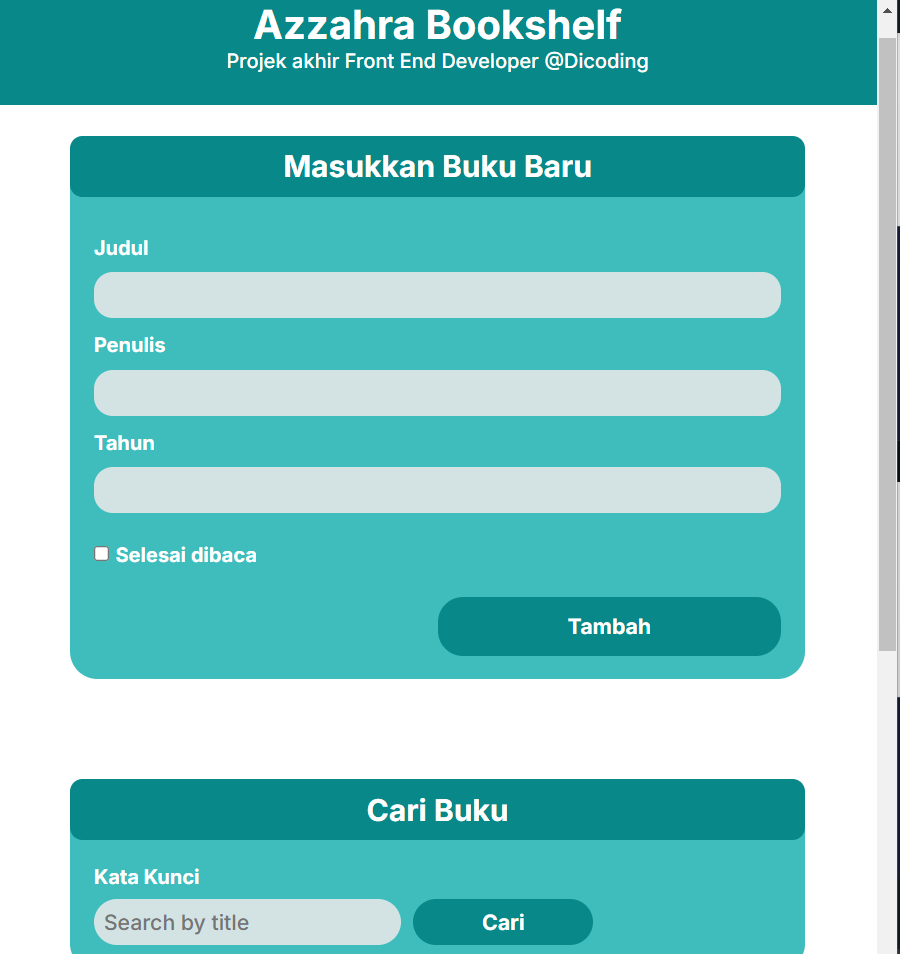 Azzahra Bookshelf
Projek akhir Front End Developer @Dicoding
Masukkan Buku Baru
Judul
Penulis
Tahun
Selesai dibaca
Tambah
Cari Buku
Kata Kunci
Search by title
Cari